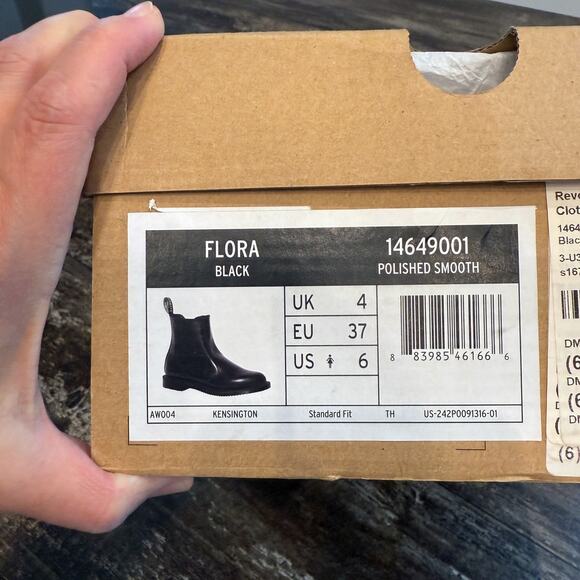 FLORA
BLACK
14649001
POLISHED SMOOTH
UK 4
EU 37
US 6
8 83985 46166 6
AW004 KENSINGTON Standard Fit TH US-242P0091316-01
(6)